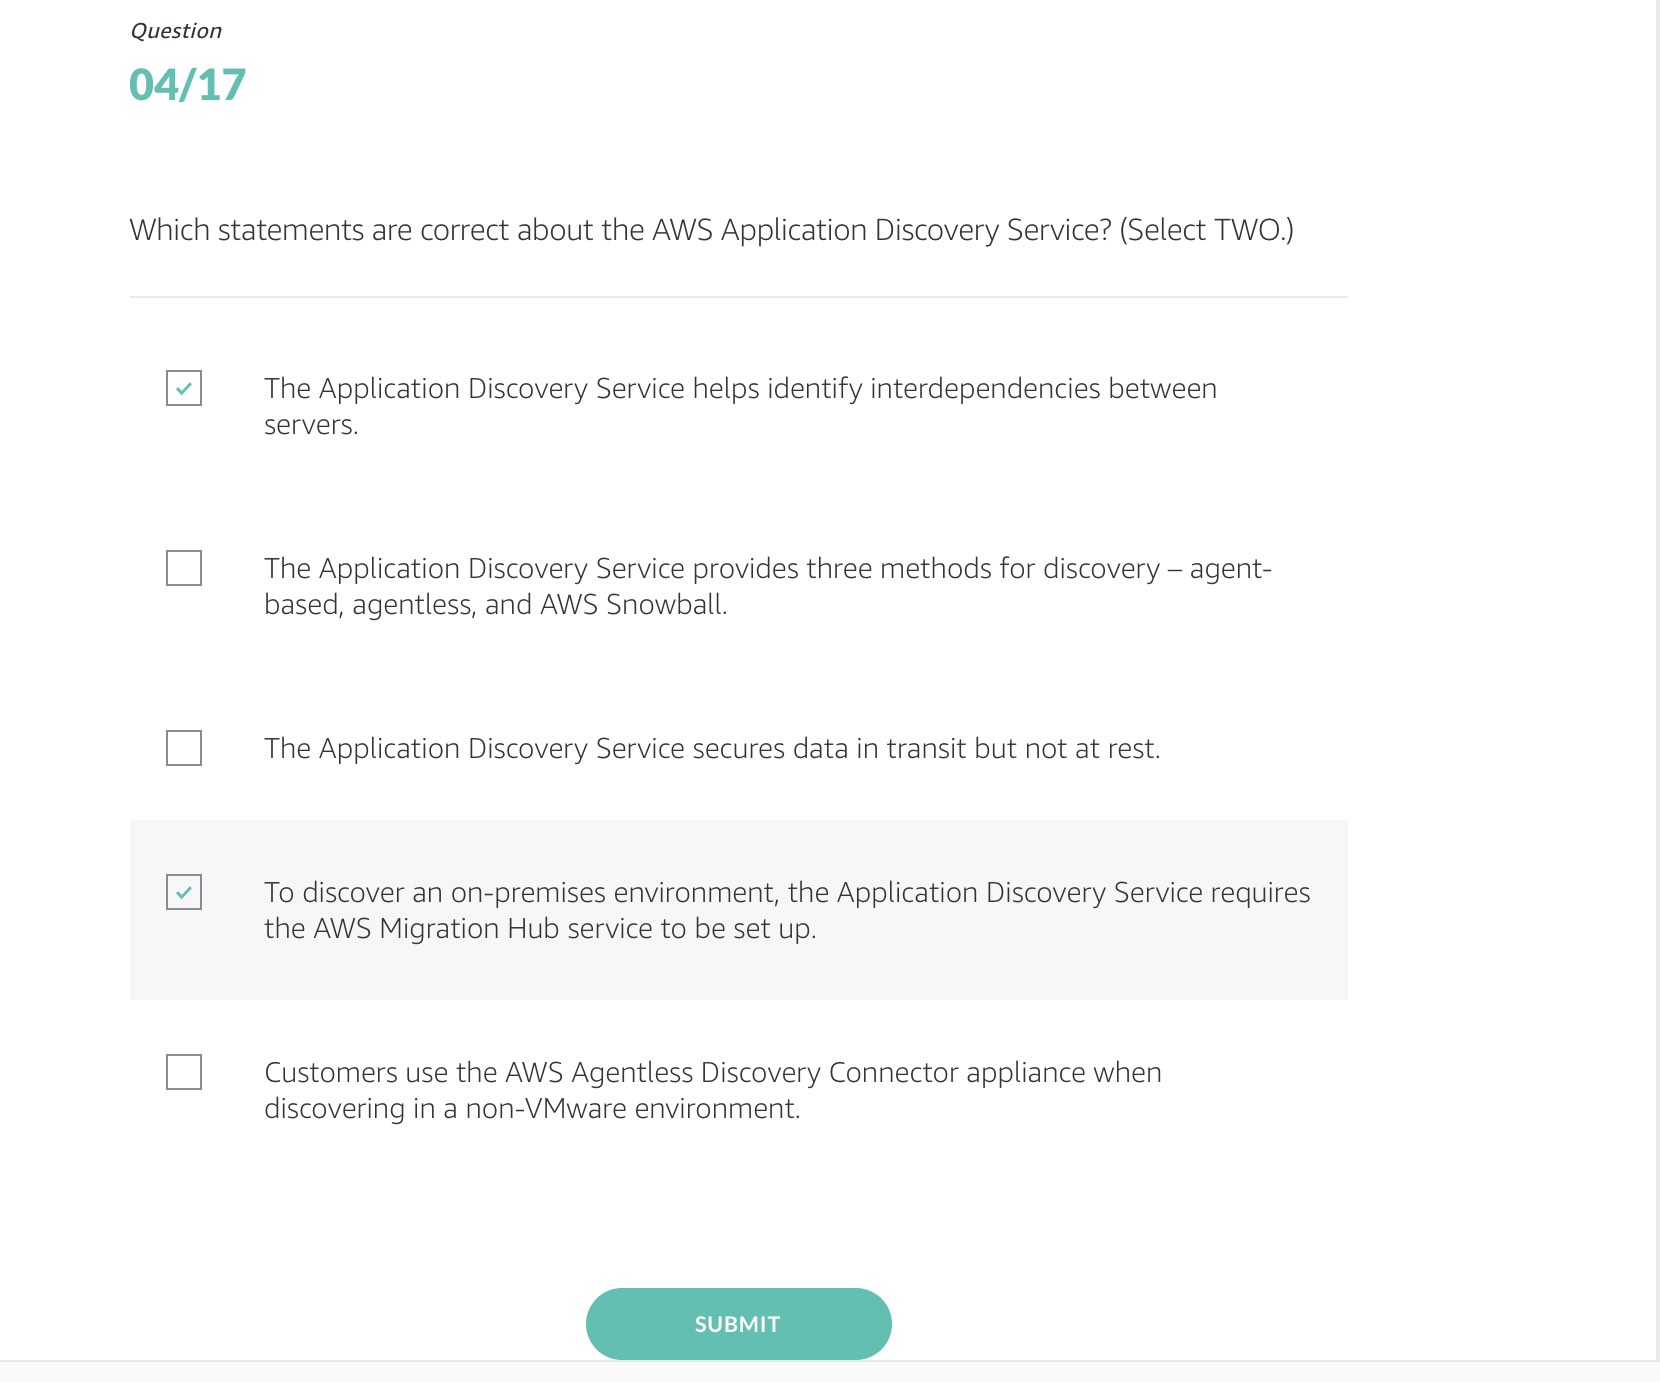 Question
04/17
Which statements are correct about the AWS Application Discovery Service? (Select TWO.)
The Application Discovery Service helps identify interdependencies between
servers.
The Application Discovery Service provides three methods for discovery – agent-
based, agentless, and AWS Snowball.
The Application Discovery Service secures data in transit but not at rest.
To discover an on-premises environment, the Application Discovery Service requires
the AWS Migration Hub service to be set up.
Customers use the AWS Agentless Discovery Connector appliance when
discovering in a non-VMware environment.
SUBMIT